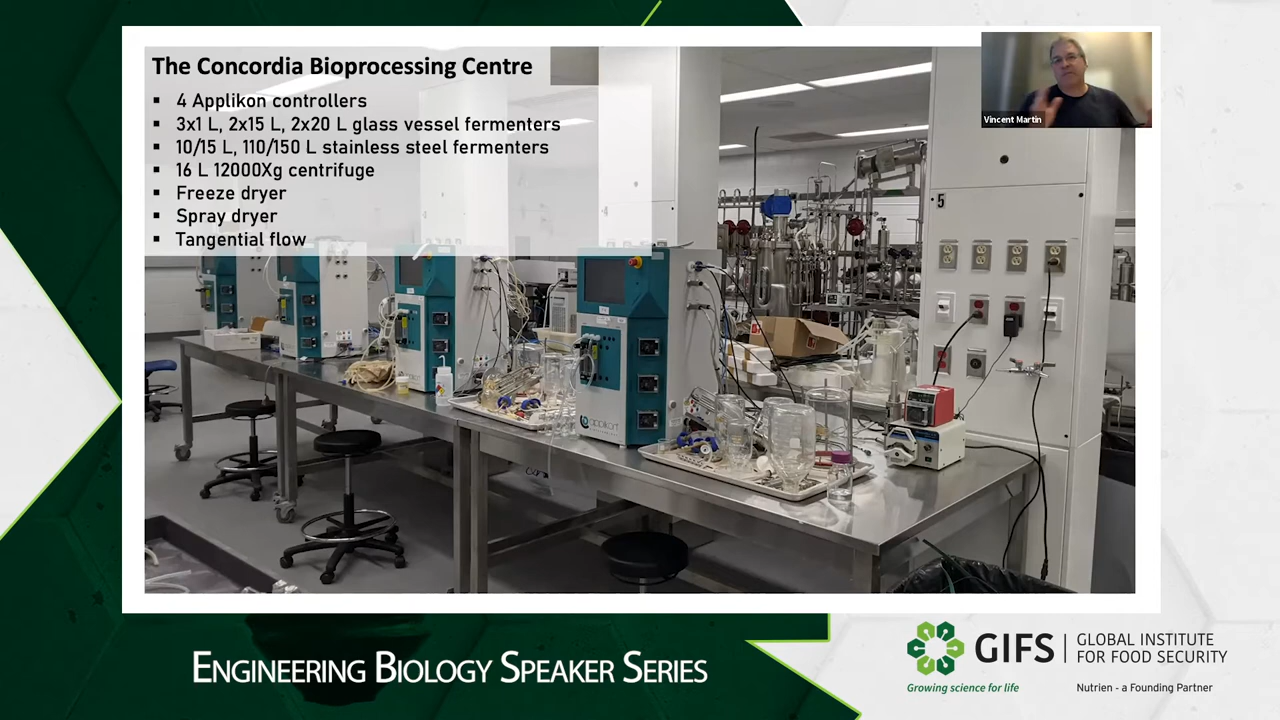 The Concordia Bioprocessing Centre
▪ 4 Applikon controllers
▪ 3x1 L, 2x15 L, 2x20 L glass vessel fermenters
▪ 10/15 L, 110/150 L stainless steel fermenters
▪ 16 L 12000Xg centrifuge
▪ Freeze dryer
▪ Spray dryer
▪ Tangential flow
Vincent Martin
5
applikon
ENGINEERING BIOLOGY SPEAKER SERIES
GIFS
GLOBAL INSTITUTE
FOR FOOD SECURITY
Growing science for life
Nutrien - a Founding Partner